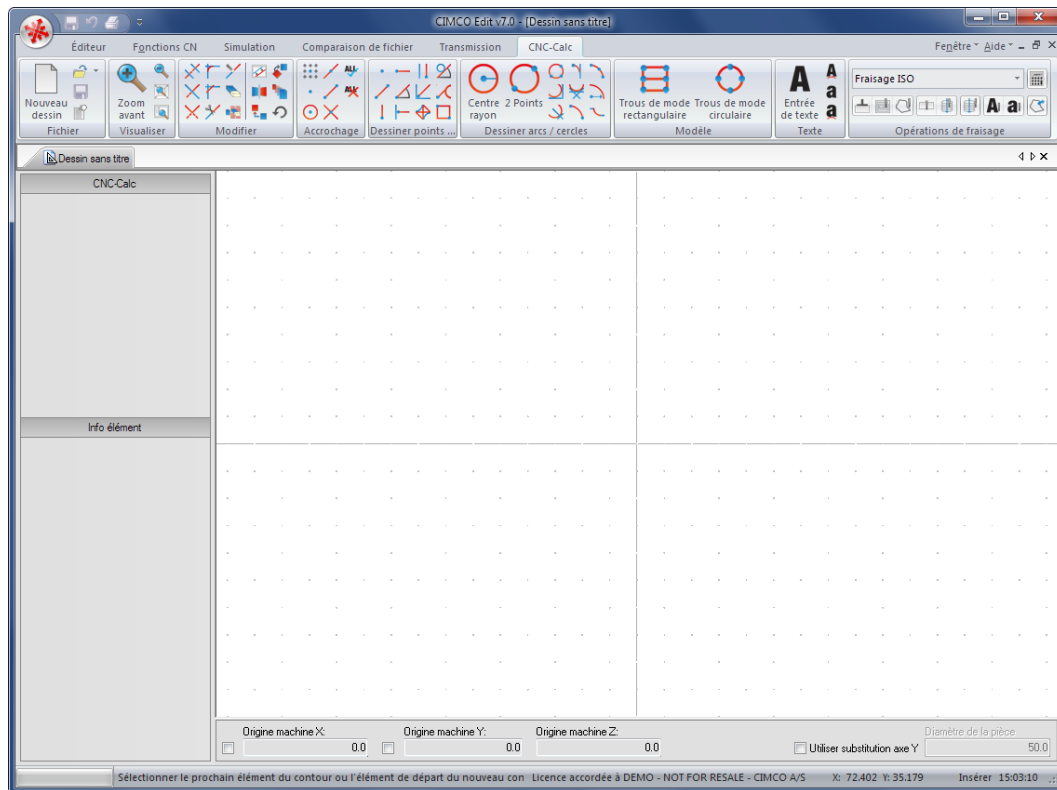 CIMCO Edit v7.0 - [Dessin sans titre]
Éditeur Fonctions CN Simulation Comparaison de fichier Transmission CNC-Calc Fenêtre Aide
Nouveau dessin
Zoom avant
Centre rayon
2 Points
Trous de mode rectangulaire
Trous de mode circulaire
Entrée de texte
Fraisage ISO
Fichier Visualiser Modifier Accrochage Dessiner points ... Dessiner arcs / cercles Modèle Texte Opérations de fraisage
Dessin sans titre
CNC-Calc
Info élément
Origine machine X: Origine machine Y: Origine machine Z: Diamètre de la pièce
0.0 0.0 0.0 Utiliser substitution axe Y 50.0
Sélectionner le prochain élément du contour ou l'élément de départ du nouveau con Licence accordée à DEMO - NOT FOR RESALE - CIMCO A/S X: 72.402 Y: 35.179 Insérer 15:03:10